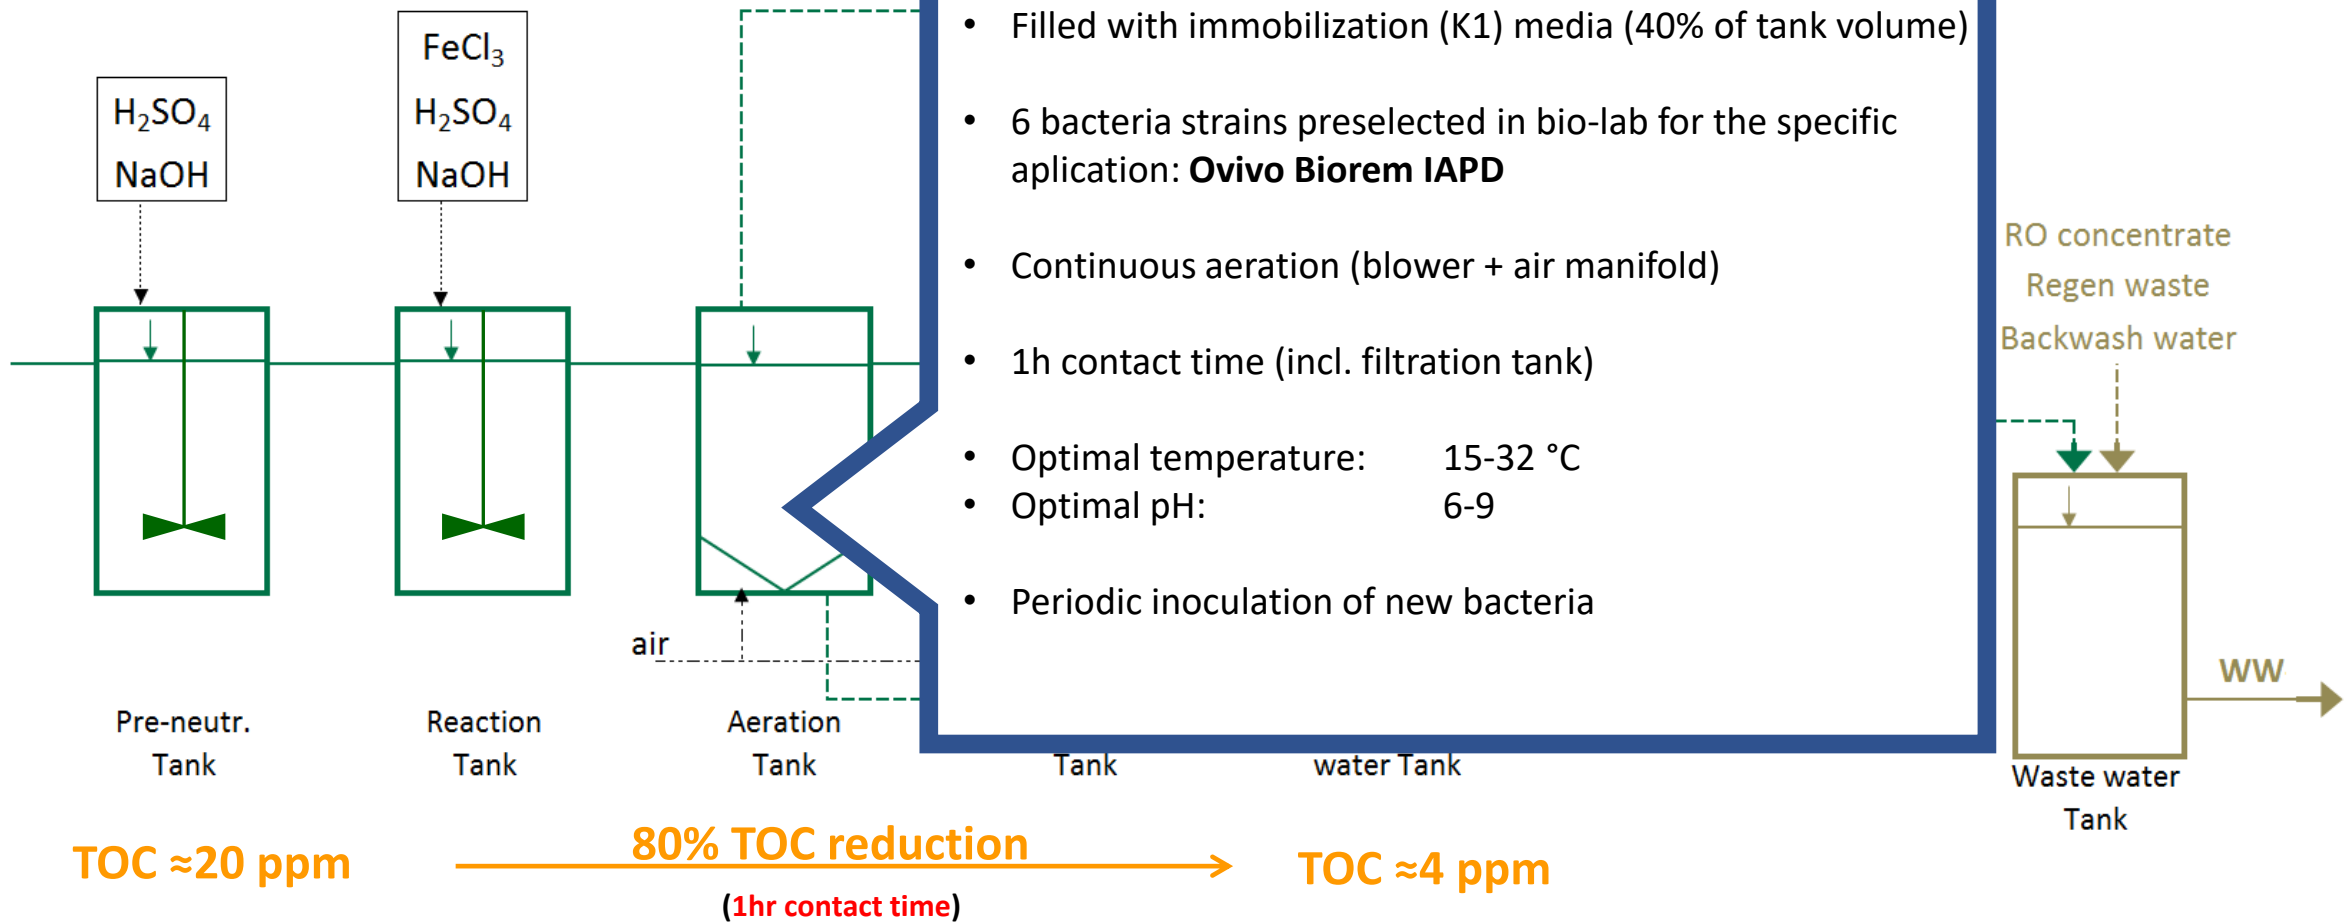 FeCl₃
H₂SO₄
NaOH
H₂SO₄
NaOH
• Filled with immobilization (K1) media (40% of tank volume)
• 6 bacteria strains preselected in bio-lab for the specific
aplication: Ovivo Biorem IAPD
• Continuous aeration (blower + air manifold)
• 1h contact time (incl. filtration tank)
• Optimal temperature: 15-32 °C
• Optimal pH: 6-9
• Periodic inoculation of new bacteria
RO concentrate
Regen waste
Backwash water
air
WW
Pre-neutr.
Tank
Reaction
Tank
Aeration
Tank
Tank
water Tank
Waste water
Tank
TOC ≈20 ppm
80% TOC reduction
(1hr contact time)
TOC ≈4 ppm